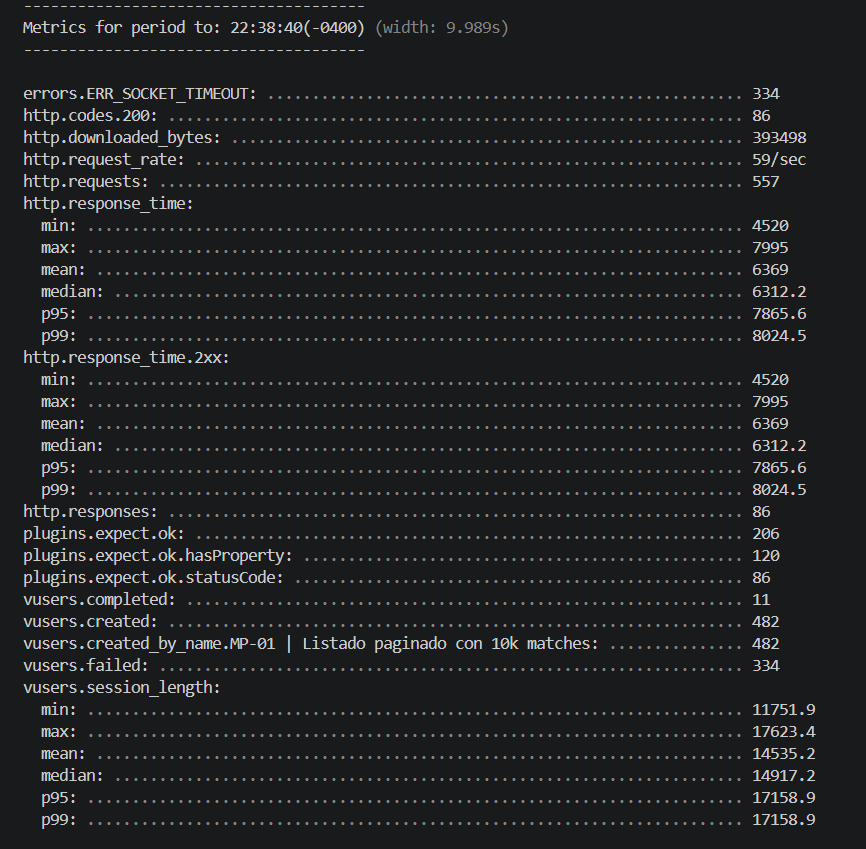 --------------------------------------
Metrics for period to: 22:38:40(-0400) (width: 9.989s)
--------------------------------------
errors.ERR_SOCKET_TIMEOUT: ..................................................... 334
http.codes.200: ................................................................ 86
http.downloaded_bytes: ......................................................... 393498
http.request_rate: ............................................................. 59/sec
http.requests: ................................................................. 557
http.response_time:
  min: ......................................................................... 4520
  max: ......................................................................... 7995
  mean: ........................................................................ 6369
  median: ...................................................................... 6312.2
  p95: ......................................................................... 7865.6
  p99: ......................................................................... 8024.5
http.response_time.2xx:
  min: ......................................................................... 4520
  max: ......................................................................... 7995
  mean: ........................................................................ 6369
  median: ...................................................................... 6312.2
  p95: ......................................................................... 7865.6
  p99: ......................................................................... 8024.5
http.responses: ................................................................ 86
plugins.expect.ok: ............................................................. 206
plugins.expect.ok.hasProperty: ................................................. 120
plugins.expect.ok.statusCode: .................................................. 86
vusers.completed: .............................................................. 11
vusers.created: ................................................................ 482
vusers.created_by_name.MP-01 | Listado paginado con 10k matches: ............... 482
vusers.failed: ................................................................. 334
vusers.session_length:
  min: ......................................................................... 11751.9
  max: ......................................................................... 17623.4
  mean: ........................................................................ 14535.2
  median: ...................................................................... 14917.2
  p95: ......................................................................... 17158.9
  p99: ......................................................................... 17158.9